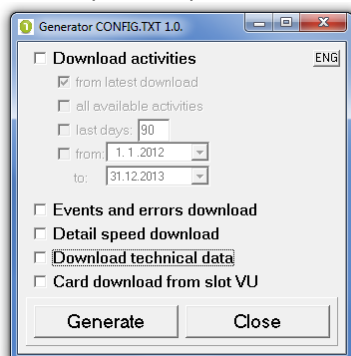 Generator CONFIG.TXT 1.0.
Download activities
ENG
from latest download
all available activities
last days: 90
from: 1. 1 .2012
to: 31.12.2013
Events and errors download
Detail speed download
Download technical data
Card download from slot VU
Generate Close